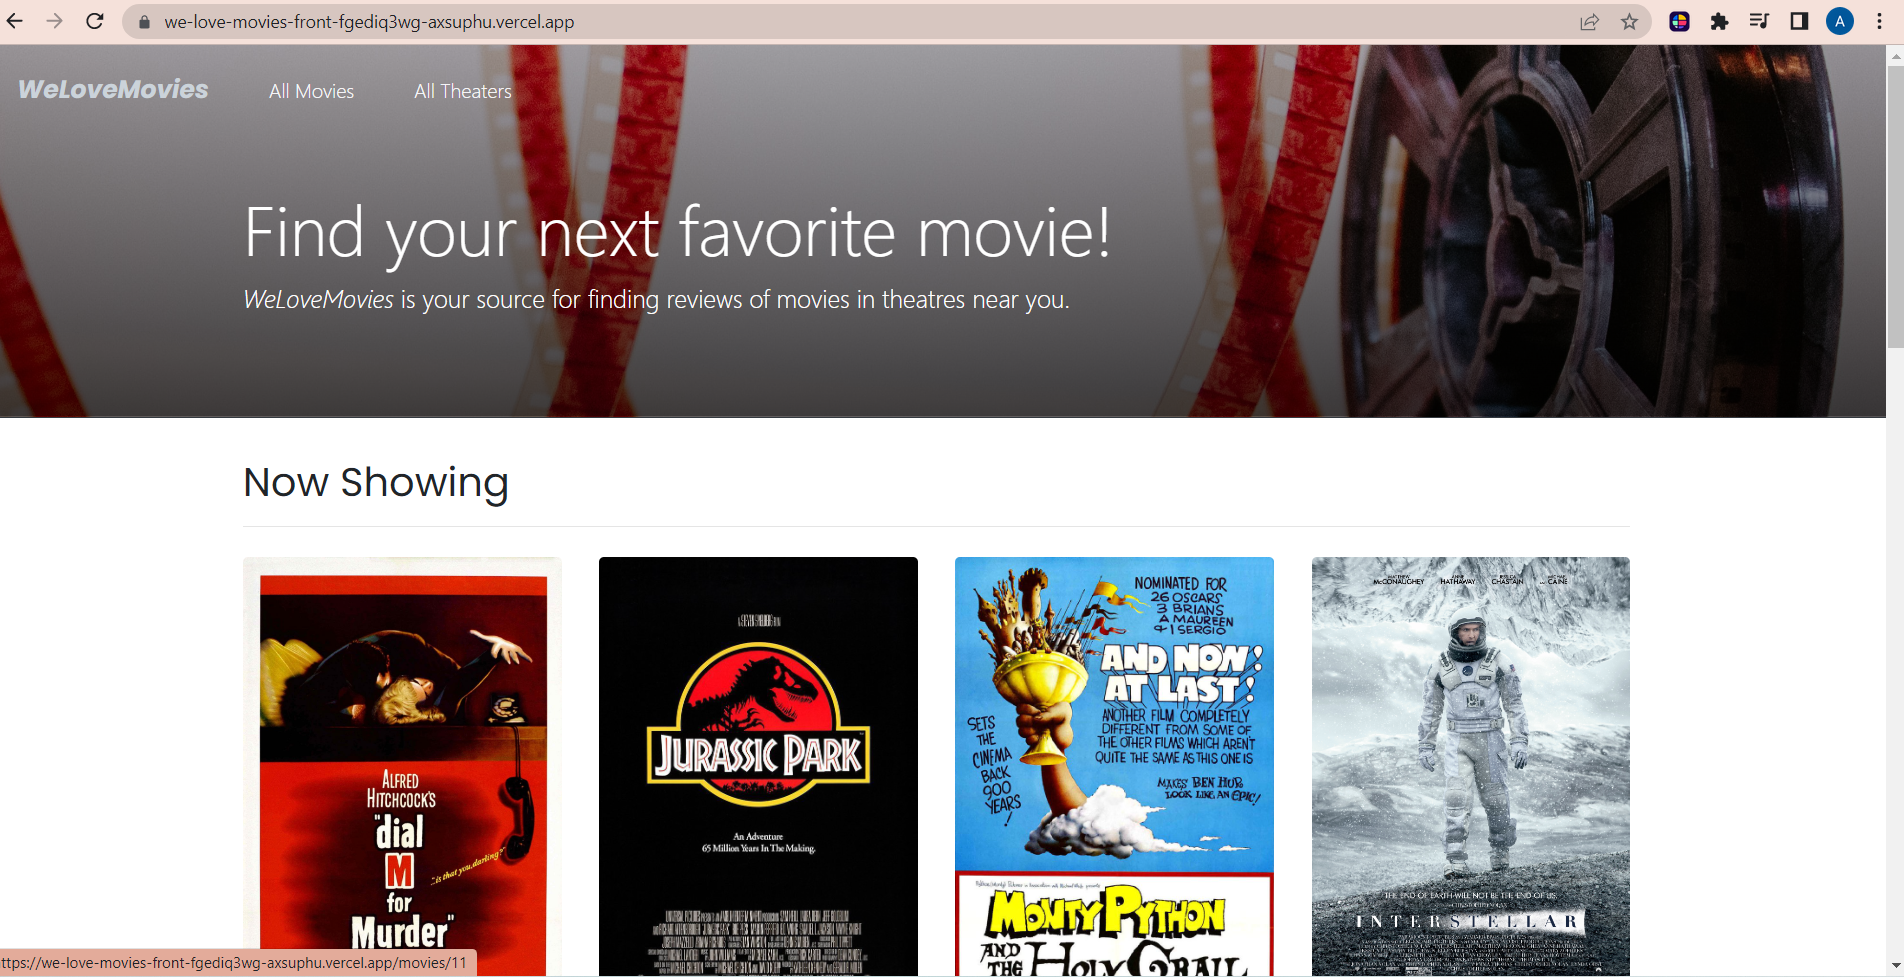 we-love-movies-front-fgediq3wg-axsuphu.vercel.app
A
WeLoveMovies All Movies All Theaters
Find your next favorite movie!
WeLoveMovies is your source for finding reviews of movies in theatres near you.
Now Showing
ALFRED
HITCHCOCK'S
"dial
M
for
Murder"
"..is that you, darling?"
JURASSIC PARK
An Adventure
65 Million Years In The Making.
NOMINATED FOR
26 OSCARS
3 BRIANS
A MAUREEN
& 1 SERGIO
AND NOW!
AT LAST!
ANOTHER FILM COMPLETELY
DIFFERENT FROM SOME OF
THE OTHER FILMS WHICH AREN'T
QUITE THE SAME AS THIS ONE IS
SETS
THE
CINEMA
BACK
900
YEARS
!
MAKES BEN HUR
LOOK LIKE AN EPIC!
MONTY PYTHON
AND
THE HOLY GRAIL
MATTHEW McCONAUGHEY ANNE HATHAWAY JESSICA CHASTAIN MICHAEL CAINE
THE END OF EARTH WILL NOT BE THE END OF US
INTERSTELLAR
ttps://we-love-movies-front-fgediq3wg-axsuphu.vercel.app/movies/11